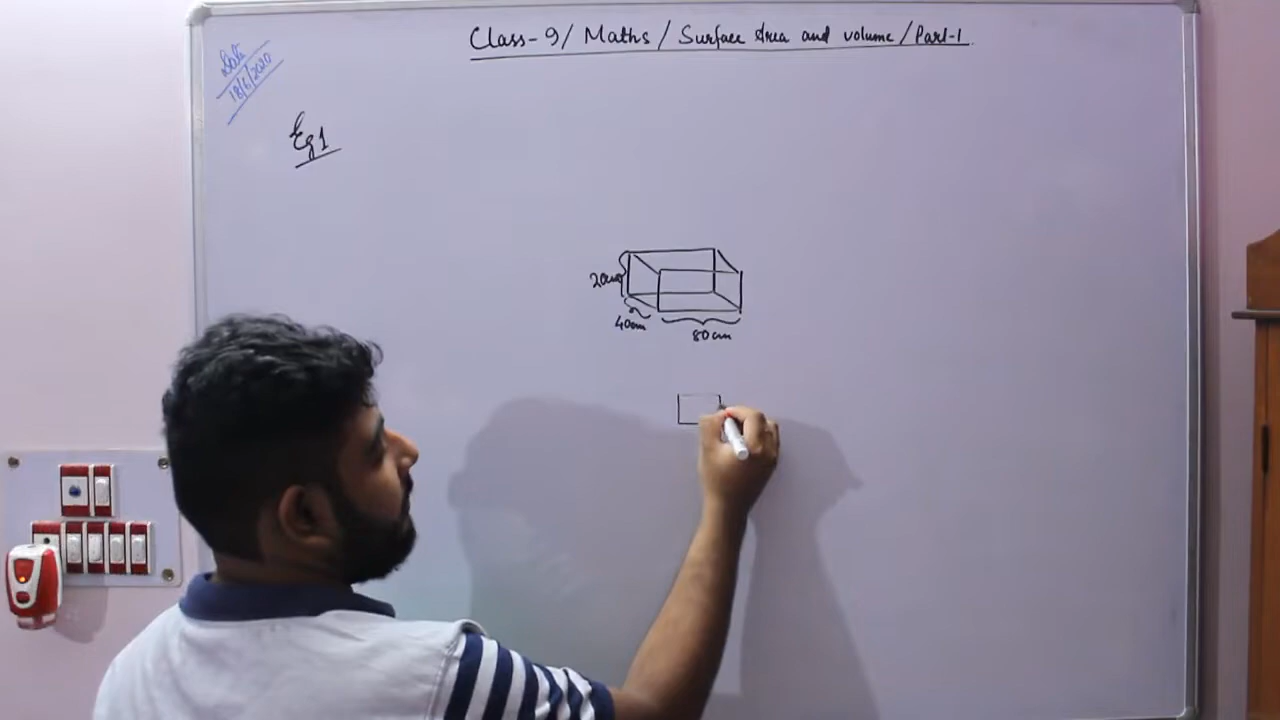 Class-9/ Maths / Surface Area and volume / Part-1
Date
18/6/2020
Eg 1
20cm
40cm
80cm